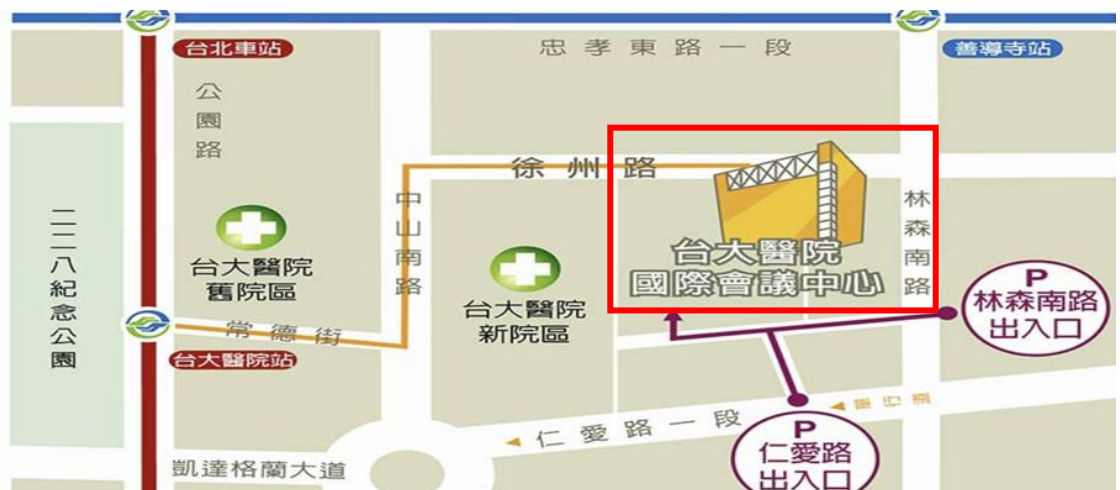 台北車站
忠孝東路一段
善導寺站
公園路
徐州路
中山南路
林森南路
二二八紀念公園
台大醫院
舊院區
台大醫院
新院區
台大醫院
國際會議中心
P
林森南路
出入口
常德街
台大醫院站
單行道
仁愛路一段
P
仁愛路
出入口
凱達格蘭大道